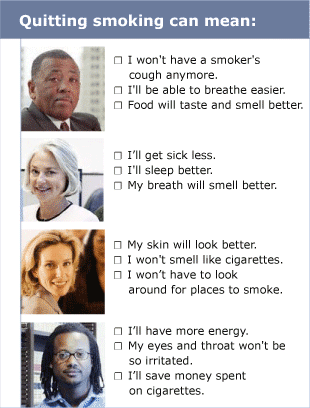 Quitting smoking can mean:
☐ I won't have a smoker's
cough anymore.
☐ I'll be able to breathe easier.
☐ Food will taste and smell better.
☐ I'll get sick less.
☐ I'll sleep better.
☐ My breath will smell better.
☐ My skin will look better.
☐ I won't smell like cigarettes.
☐ I won't have to look
around for places to smoke.
☐ I'll have more energy.
☐ My eyes and throat won't be
so irritated.
☐ I'll save money spent
on cigarettes.